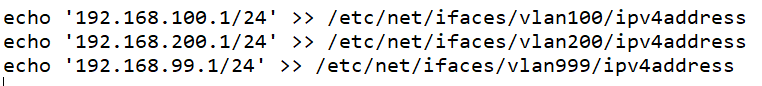 echo '192.168.100.1/24' >> /etc/net/ifaces/vlan100/ipv4address
echo '192.168.200.1/24' >> /etc/net/ifaces/vlan200/ipv4address
echo '192.168.99.1/24' >> /etc/net/ifaces/vlan999/ipv4address